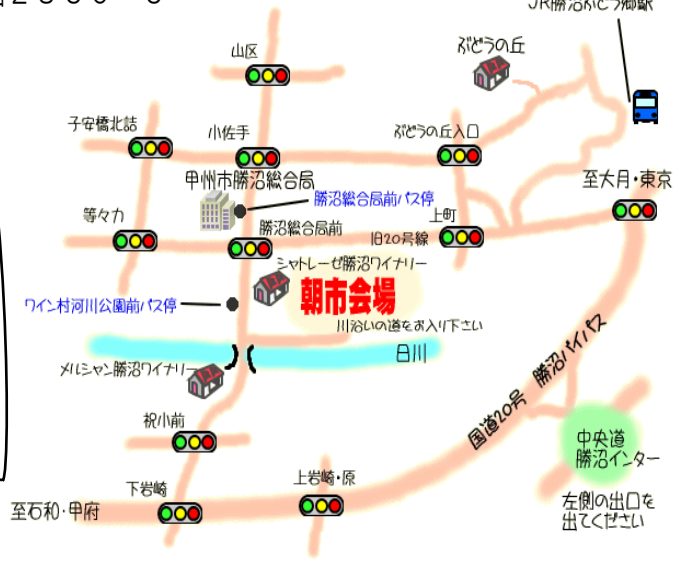 JR勝沼ぶどう郷駅
山区
ぶどうの丘
子安橋北詰
小佐手
ぶどうの丘入口
甲州市勝沼総合局
至大月・東京
勝沼総合局前バス停
等々力
上町
勝沼総合局前
旧20号線
シャトレーゼ勝沼ワイナリー
朝市会場
ワイン村河川公園前バス停
川沿いの道をお入り下さい
日川
メルシャン勝沼ワイナリー
国道20号 勝沼バイパス
祝小前
中央道
勝沼インター
下岩崎
上岩崎・原
至石和・甲府
左側の出口を
出てください